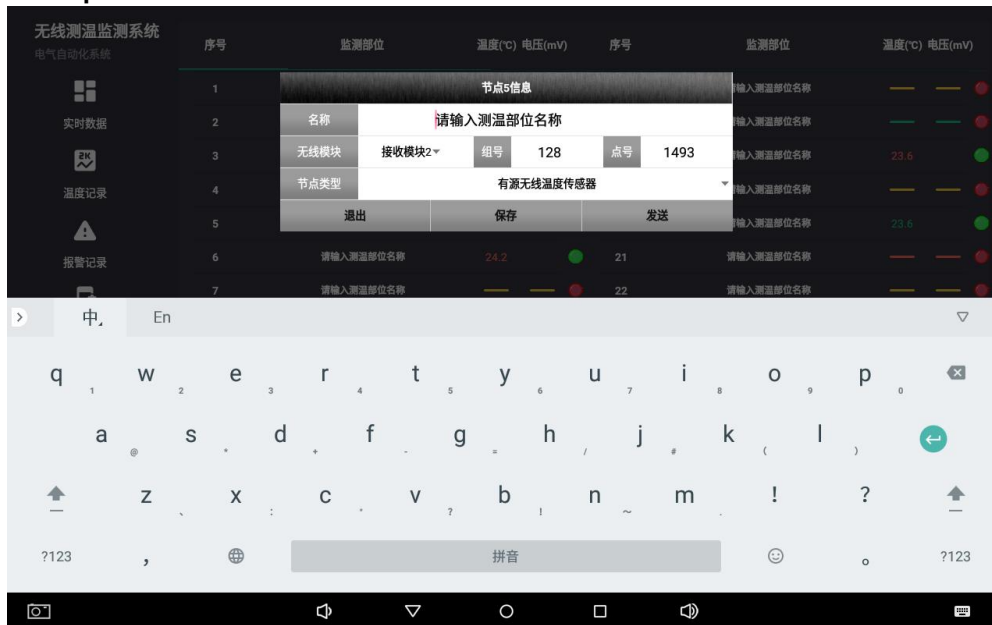 无线测温监测系统
电气自动化系统
序号 监测部位 温度(℃) 电压(mV) 序号 监测部位 温度(℃) 电压(mV)
实时数据
温度记录
报警记录
1 输入测温部位名称
2 输入测温部位名称
3 输入测温部位名称 23.6
4 输入测温部位名称
5 输入测温部位名称 23.6
6 请输入测温部位名称 24.2 21 请输入测温部位名称
7 请输入测温部位名称 22 请输入测温部位名称
节点5信息
名称 请输入测温部位名称
无线模块 接收模块2 组号 128 点号 1493
节点类型 有源无线温度传感器
退出 保存 发送
中 En
q 1 w 2 e 3 r 4 t 5 y 6 u 7 i 8 o 9 p 0
a @ s * d + f - g = h / j # k ( l )
z 、 x : c v ? b ! n ~ m . ! ?
?123 , 拼音 。 ?123